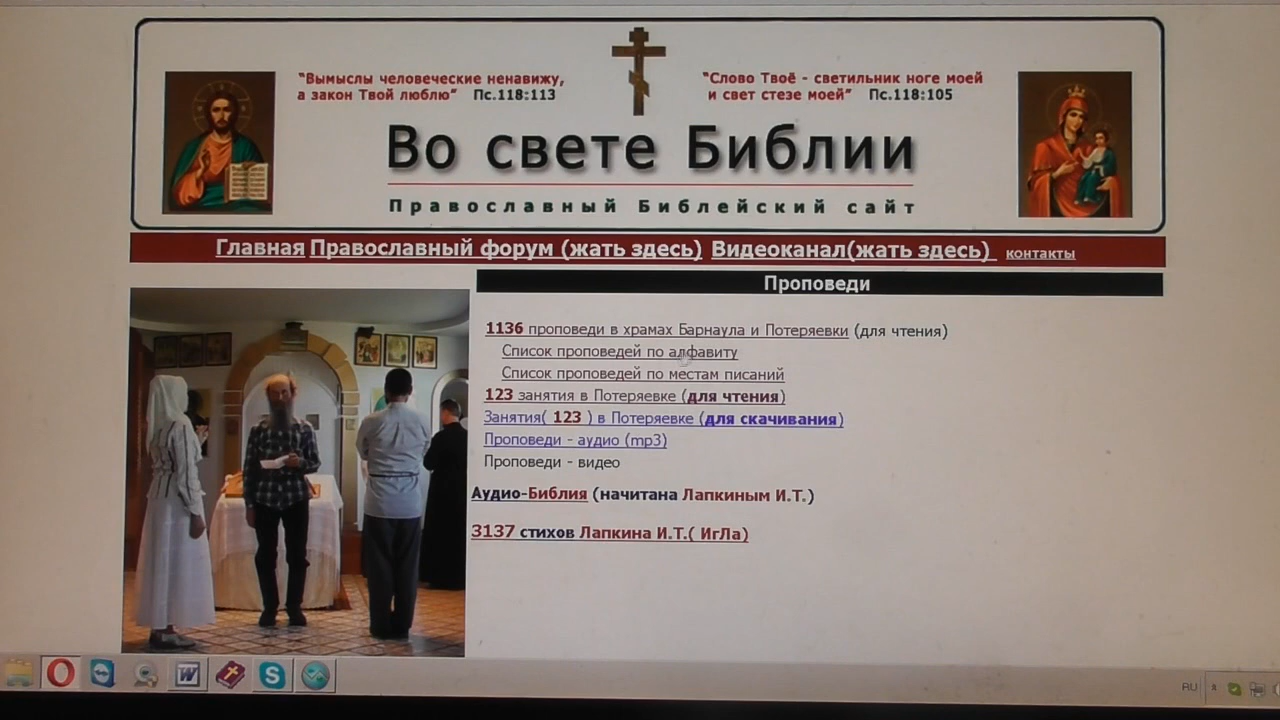 "Вымыслы человеческие ненавижу,
а закон Твой люблю" Пс.118:113
"Слово Твоё - светильник ноге моей
и свет стезе моей" Пс.118:105
Во свете Библии
Православный Библейский сайт
Главная Православный форум (жать здесь) Видеоканал(жать здесь) контакты
Проповеди
1136 проповеди в храмах Барнаула и Потеряевки (для чтения)
Список проповедей по алфавиту
Список проповедей по местам писаний
123 занятия в Потеряевке (для чтения)
Занятия( 123 ) в Потеряевке (для скачивания)
Проповеди - аудио (mp3)
Проповеди - видео
Аудио-Библия (начитана Лапкиным И.Т.)
3137 стихов Лапкина И.Т.( ИгЛа)
RU